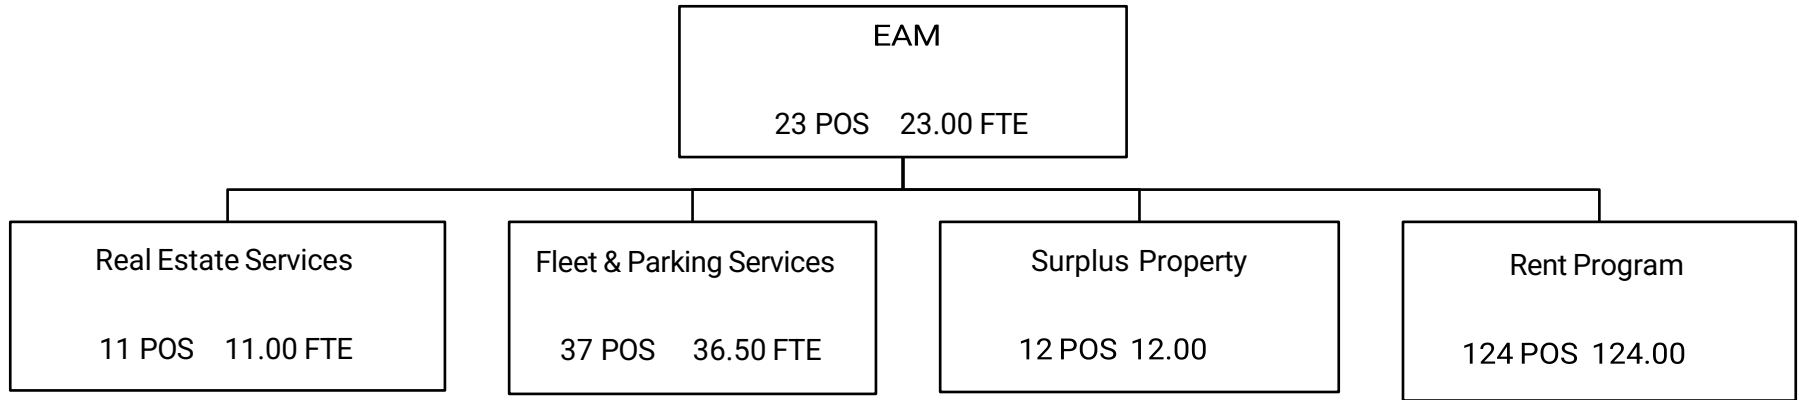 EAM
23 POS 23.00 FTE
Real Estate Services
11 POS 11.00 FTE
Fleet & Parking Services
37 POS 36.50 FTE
Surplus Property
12 POS 12.00
Rent Program
124 POS 124.00